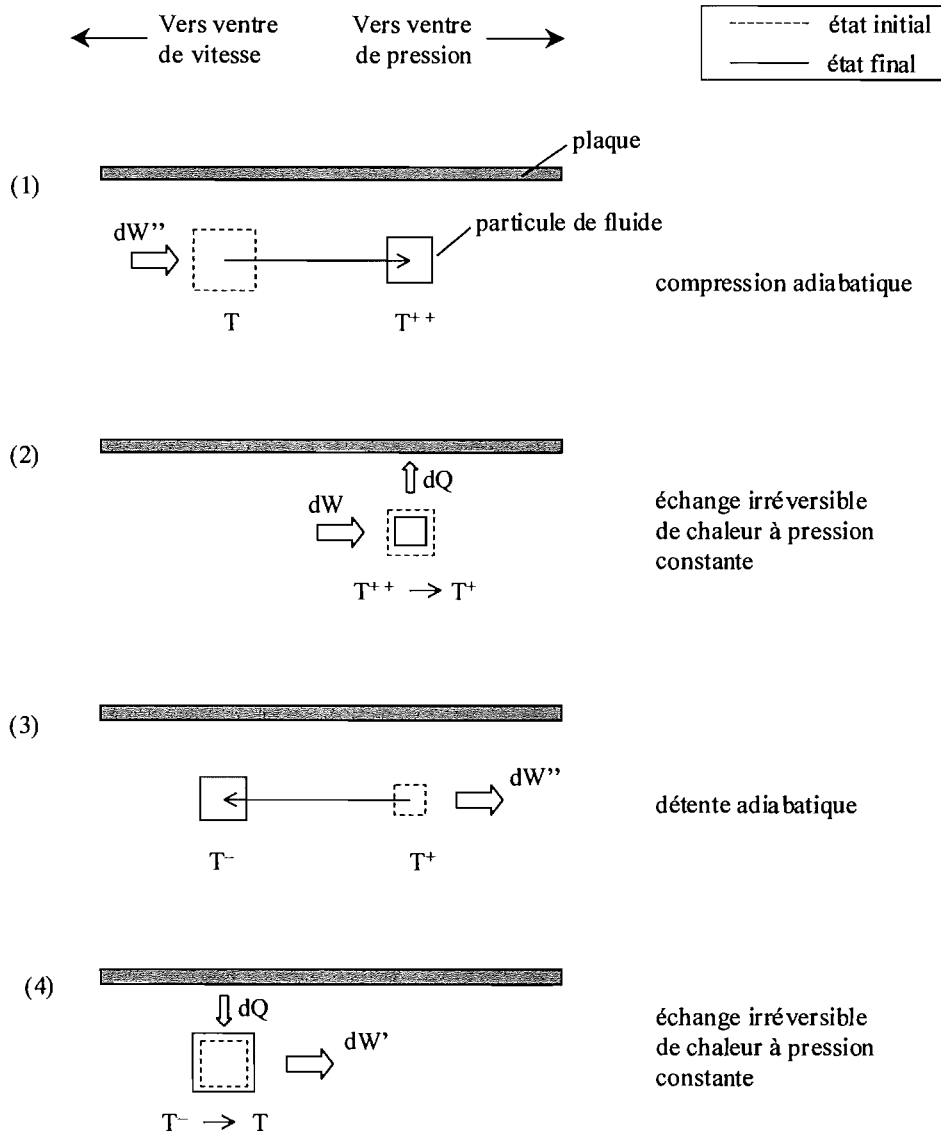 Vers ventre
de vitesse
Vers ventre
de pression
état initial
état final
(1)
plaque
dW’’
particule de fluide
T
T++
compression adiabatique
(2)
dQ
dW
T++ → T+
échange irréversible
de chaleur à pression
constante
(3)
dW’’
T–
T+
détente adiabatique
(4)
dQ
dW’
T– → T
échange irréversible
de chaleur à pression
constante